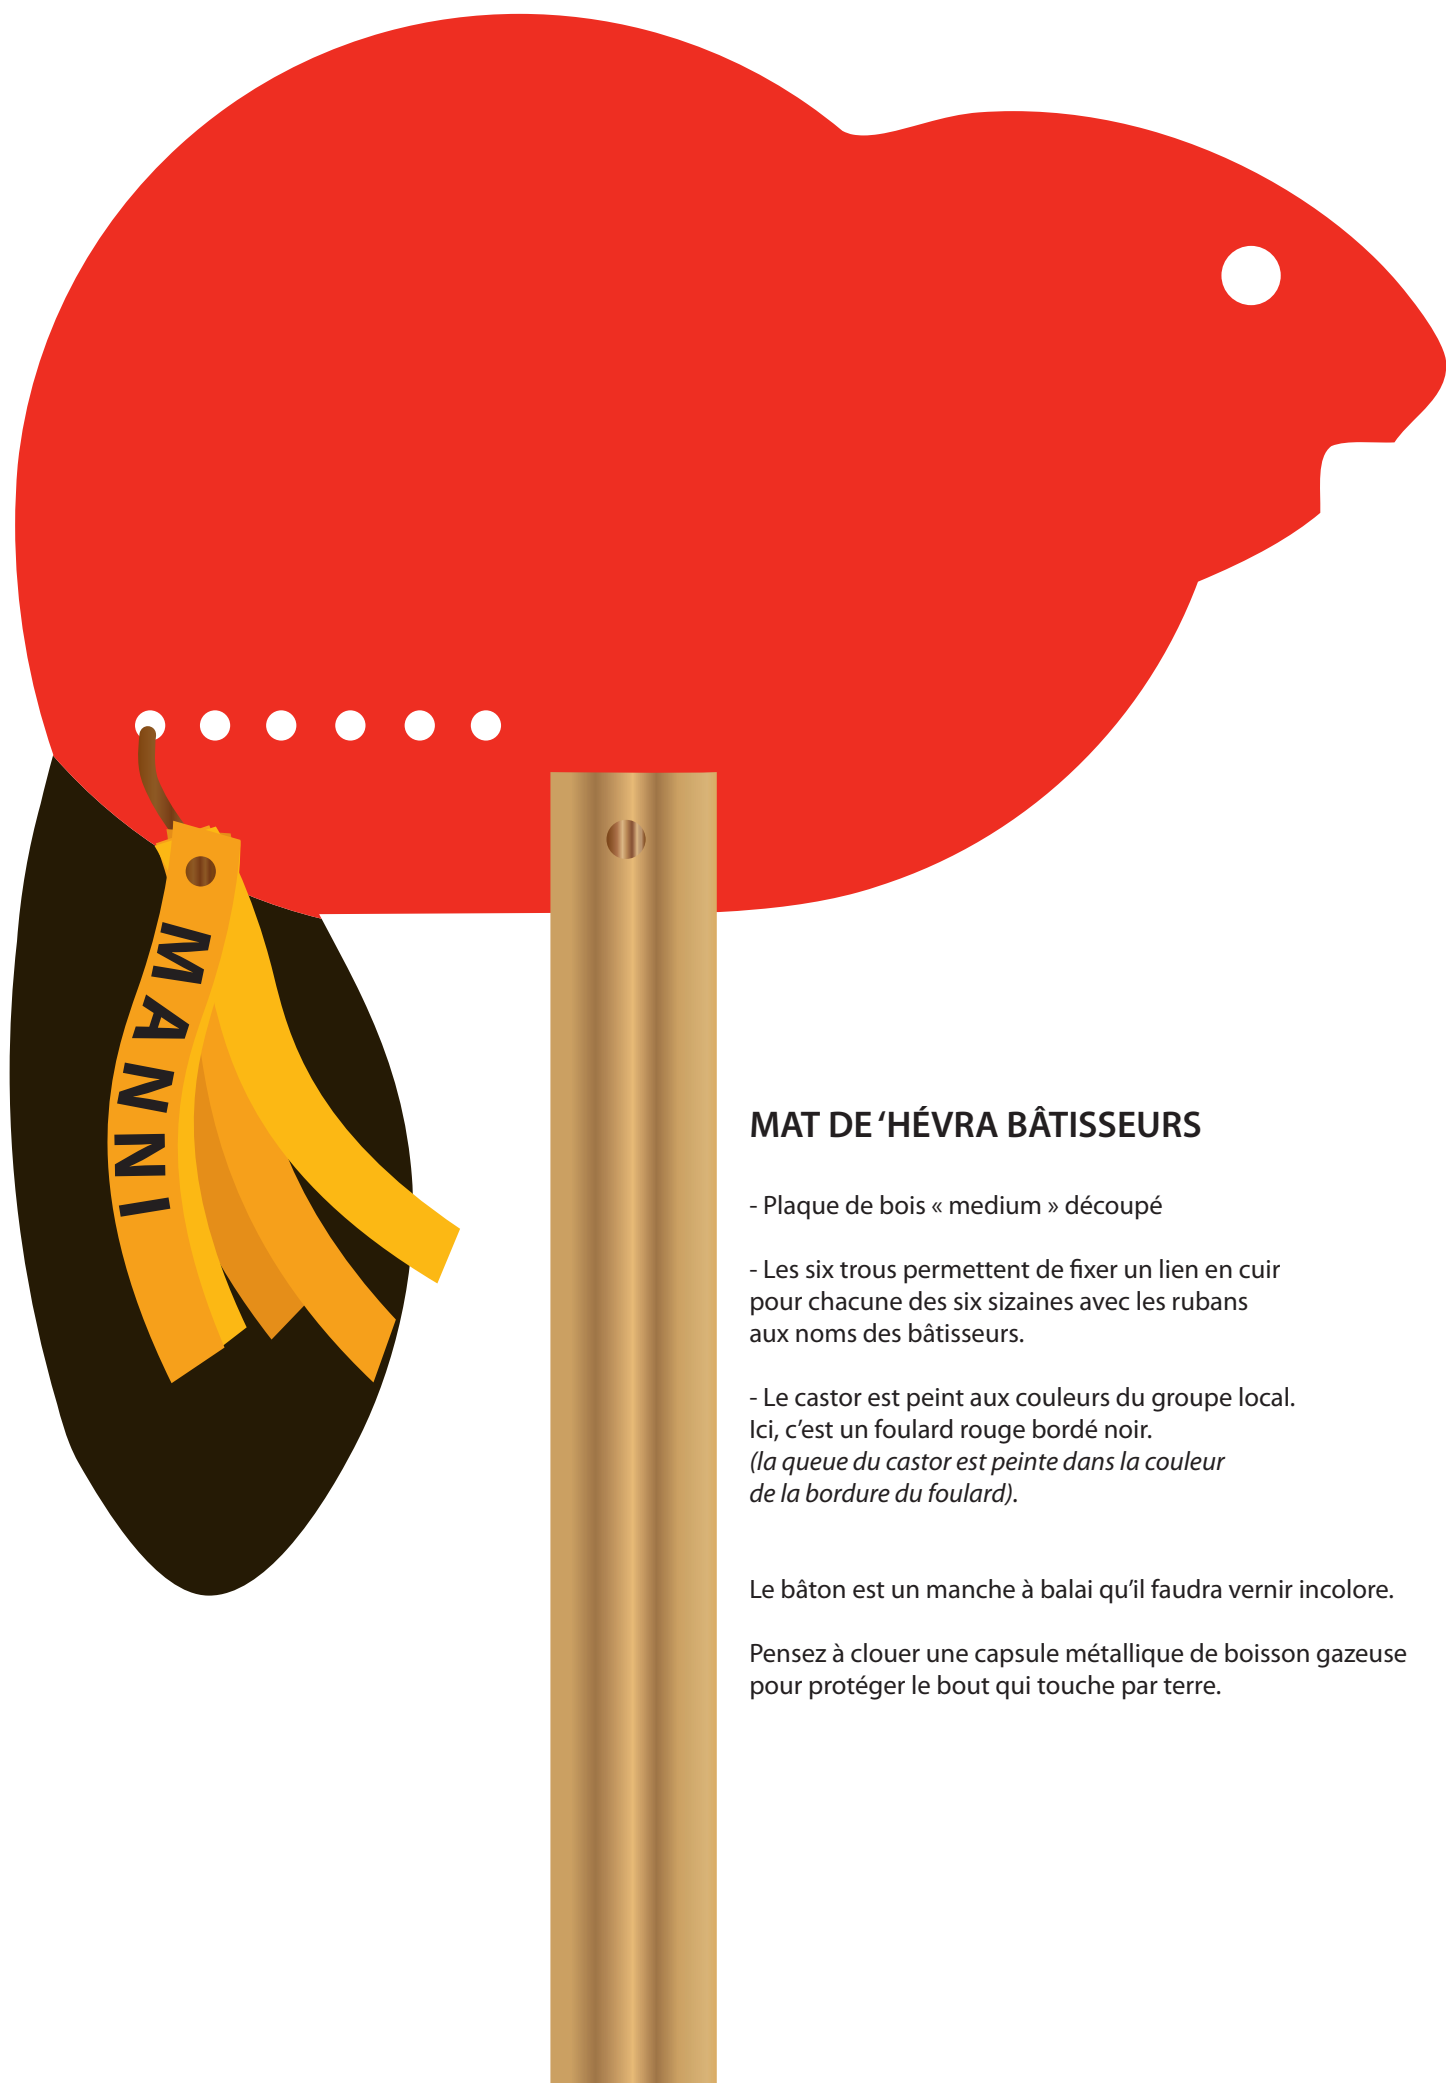 MANNI
MAT DE ‘HÉVRA BÂTISSEURS
- Plaque de bois « medium » découpé
- Les six trous permettent de fixer un lien en cuir
pour chacune des six sizaines avec les rubans
aux noms des bâtisseurs.
- Le castor est peint aux couleurs du groupe local.
Ici, c’est un foulard rouge bordé noir.
(la queue du castor est peinte dans la couleur
de la bordure du foulard).
Le bâton est un manche à balai qu’il faudra vernir incolore.
Pensez à clouer une capsule métallique de boisson gazeuse
pour protéger le bout qui touche par terre.